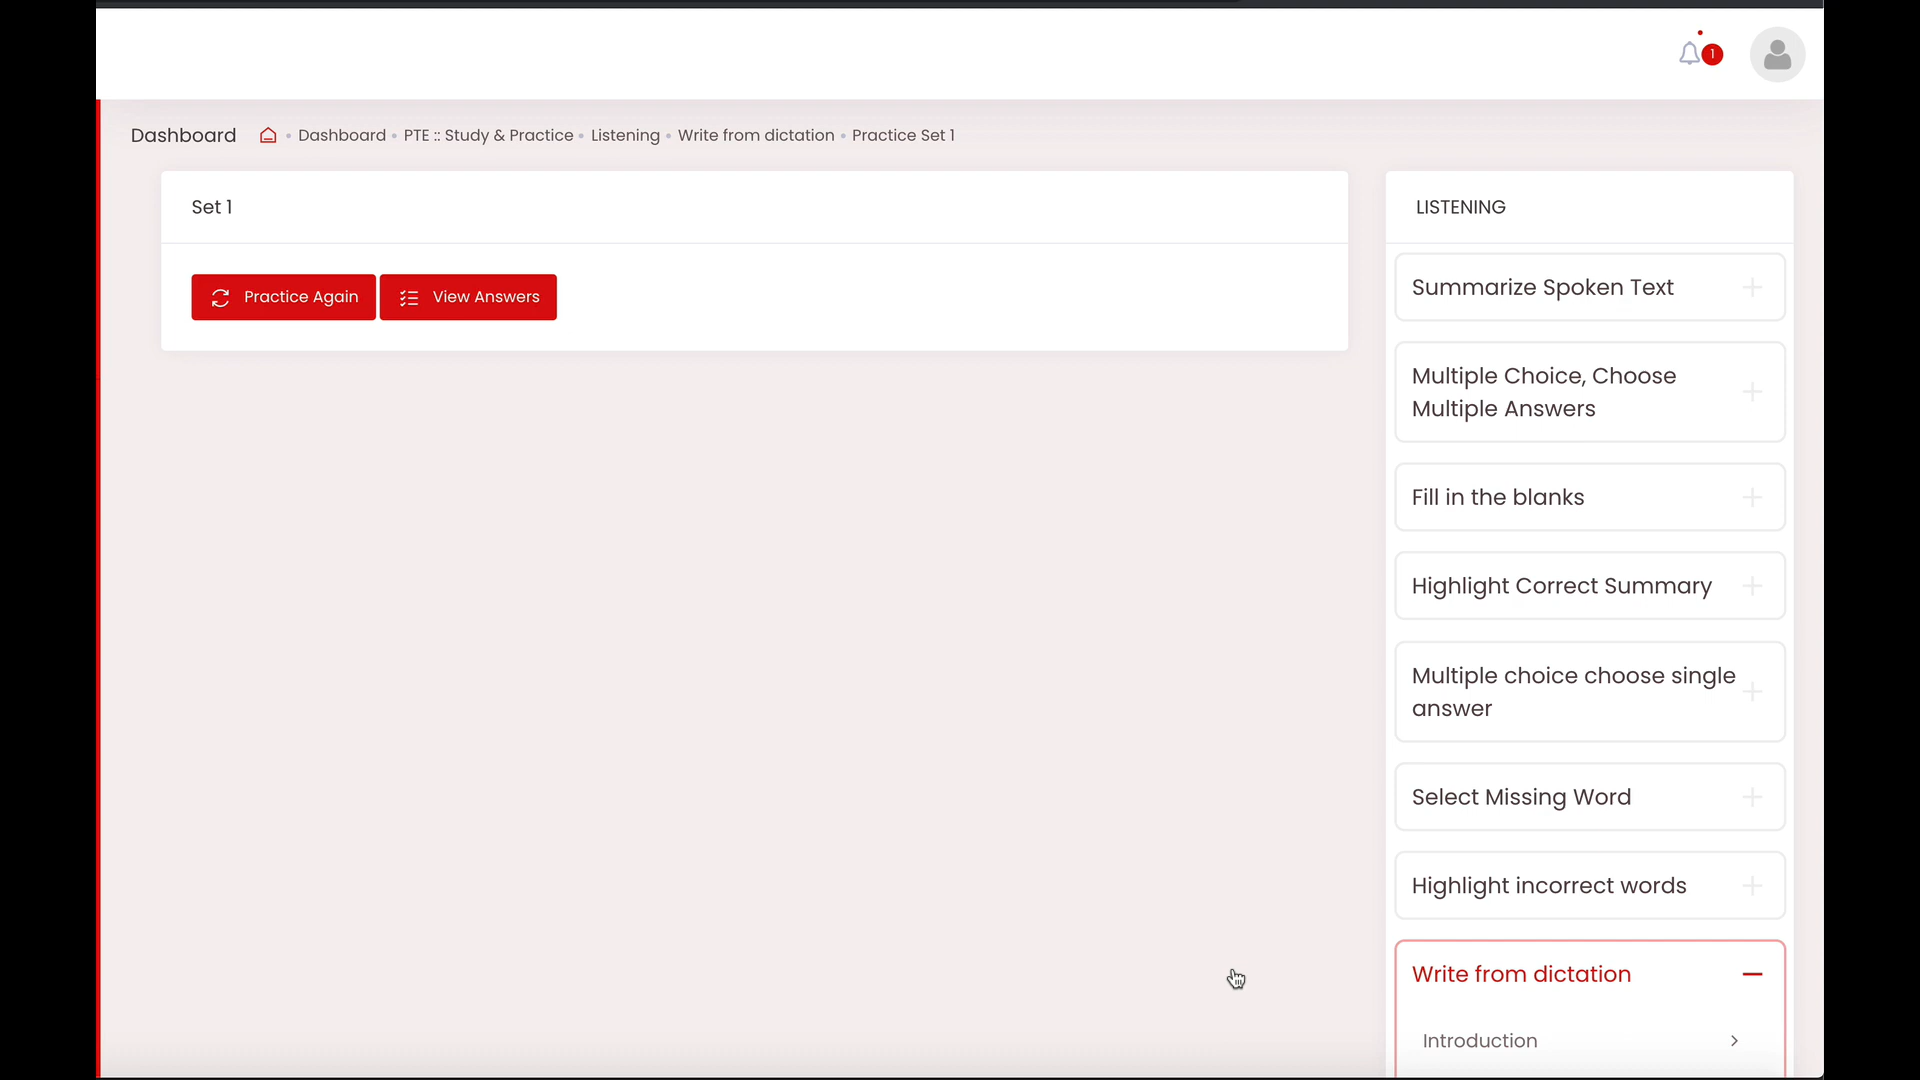 1
Dashboard Dashboard PTE :: Study & Practice Listening Write from dictation Practice Set 1
Set 1
Practice Again View Answers
LISTENING
Summarize Spoken Text
Multiple Choice, Choose
Multiple Answers
Fill in the blanks
Highlight Correct Summary
Multiple choice choose single
answer
Select Missing Word
Highlight incorrect words
Write from dictation
Introduction